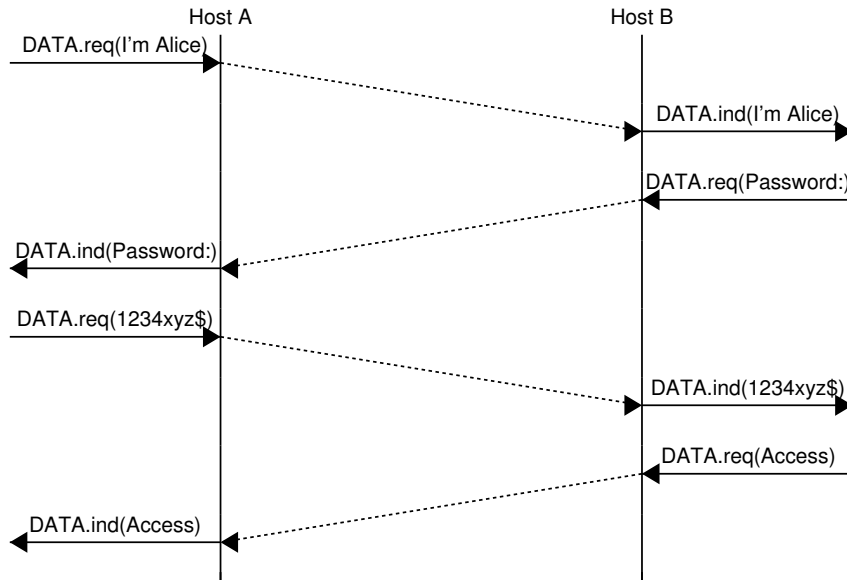 Host A
Host B
DATA.req(I'm Alice)
DATA.ind(I'm Alice)
DATA.req(Password:)
DATA.ind(Password:)
DATA.req(1234xyz$)
DATA.ind(1234xyz$)
DATA.req(Access)
DATA.ind(Access)